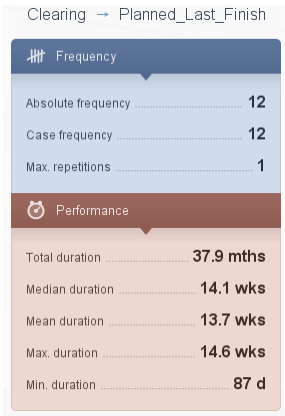 Clearing → Planned_Last_Finish
Frequency
Absolute frequency 12
Case frequency 12
Max. repetitions 1
Performance
Total duration 37.9 mths
Median duration 14.1 wks
Mean duration 13.7 wks
Max. duration 14.6 wks
Min. duration 87 d